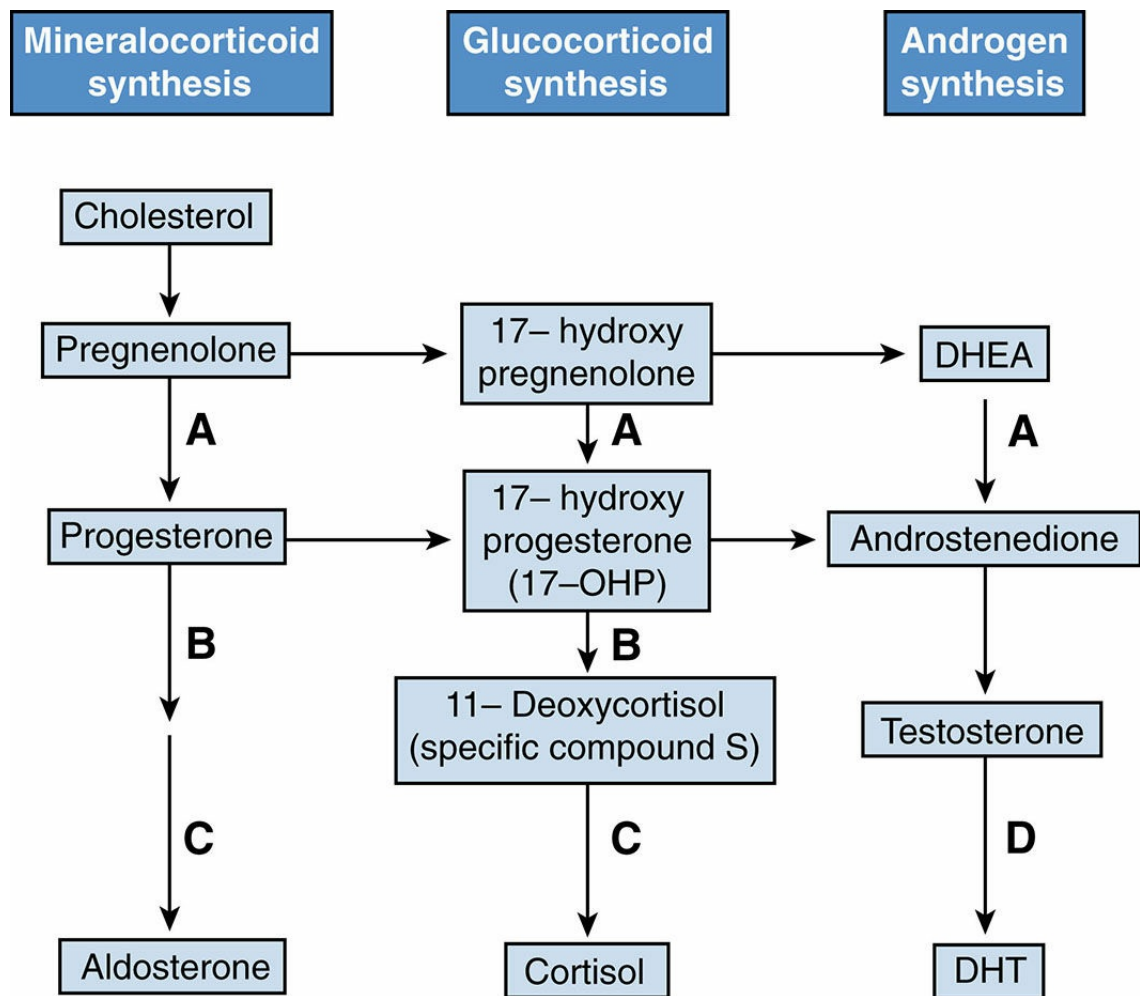 Mineralocorticoid
synthesis
Glucocorticoid
synthesis
Androgen
synthesis
Cholesterol
Pregnenolone
17– hydroxy
pregnenolone
DHEA
A
A
A
Progesterone
17– hydroxy
progesterone
(17–OHP)
Androstenedione
B
B
11– Deoxycortisol
(specific compound S)
Testosterone
C
C
D
Aldosterone
Cortisol
DHT